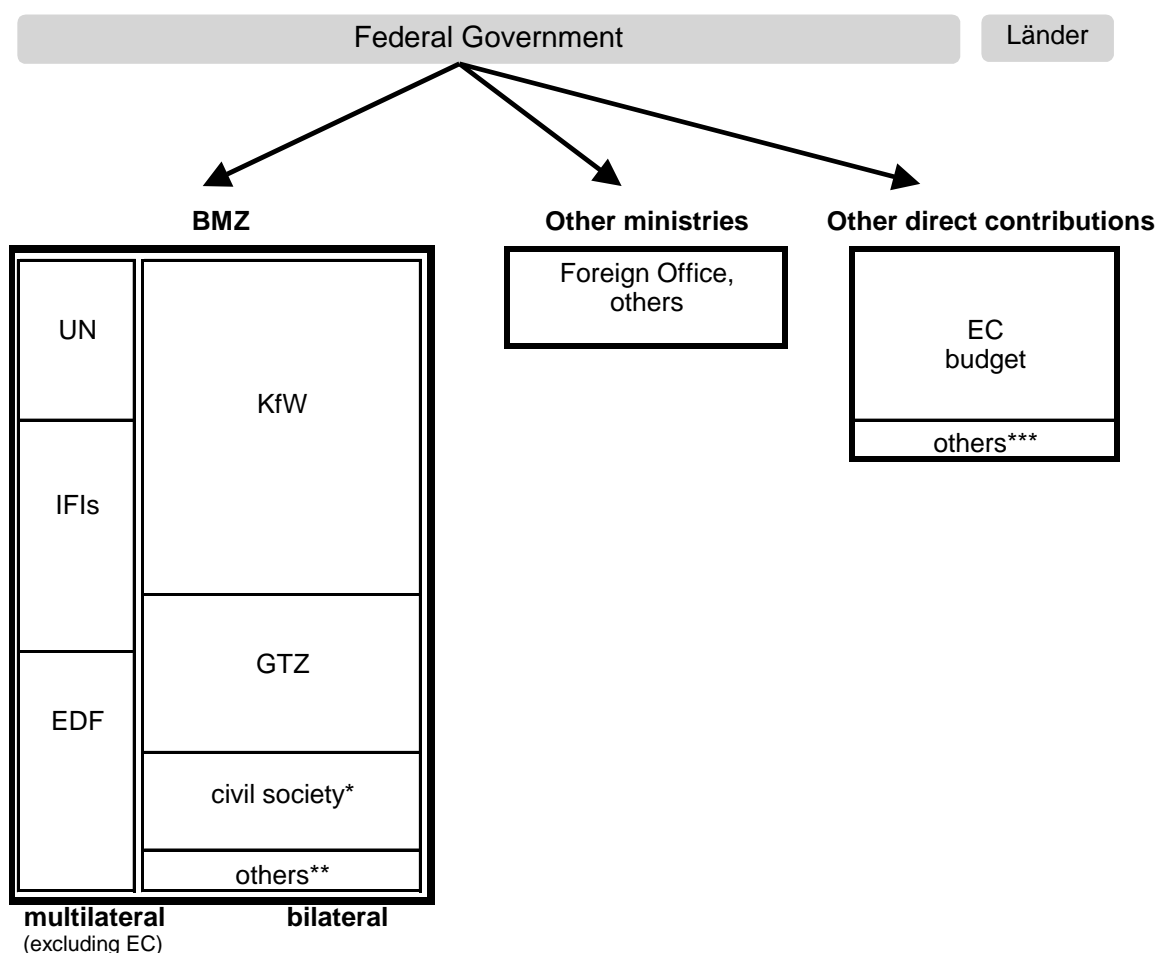 Federal Government
Länder
BMZ
Other ministries
Other direct contributions
UN
IFIs
EDF
KfW
GTZ
civil society*
others**
multilateral
(excluding EC)
bilateral
Foreign Office,
others
EC
budget
others***